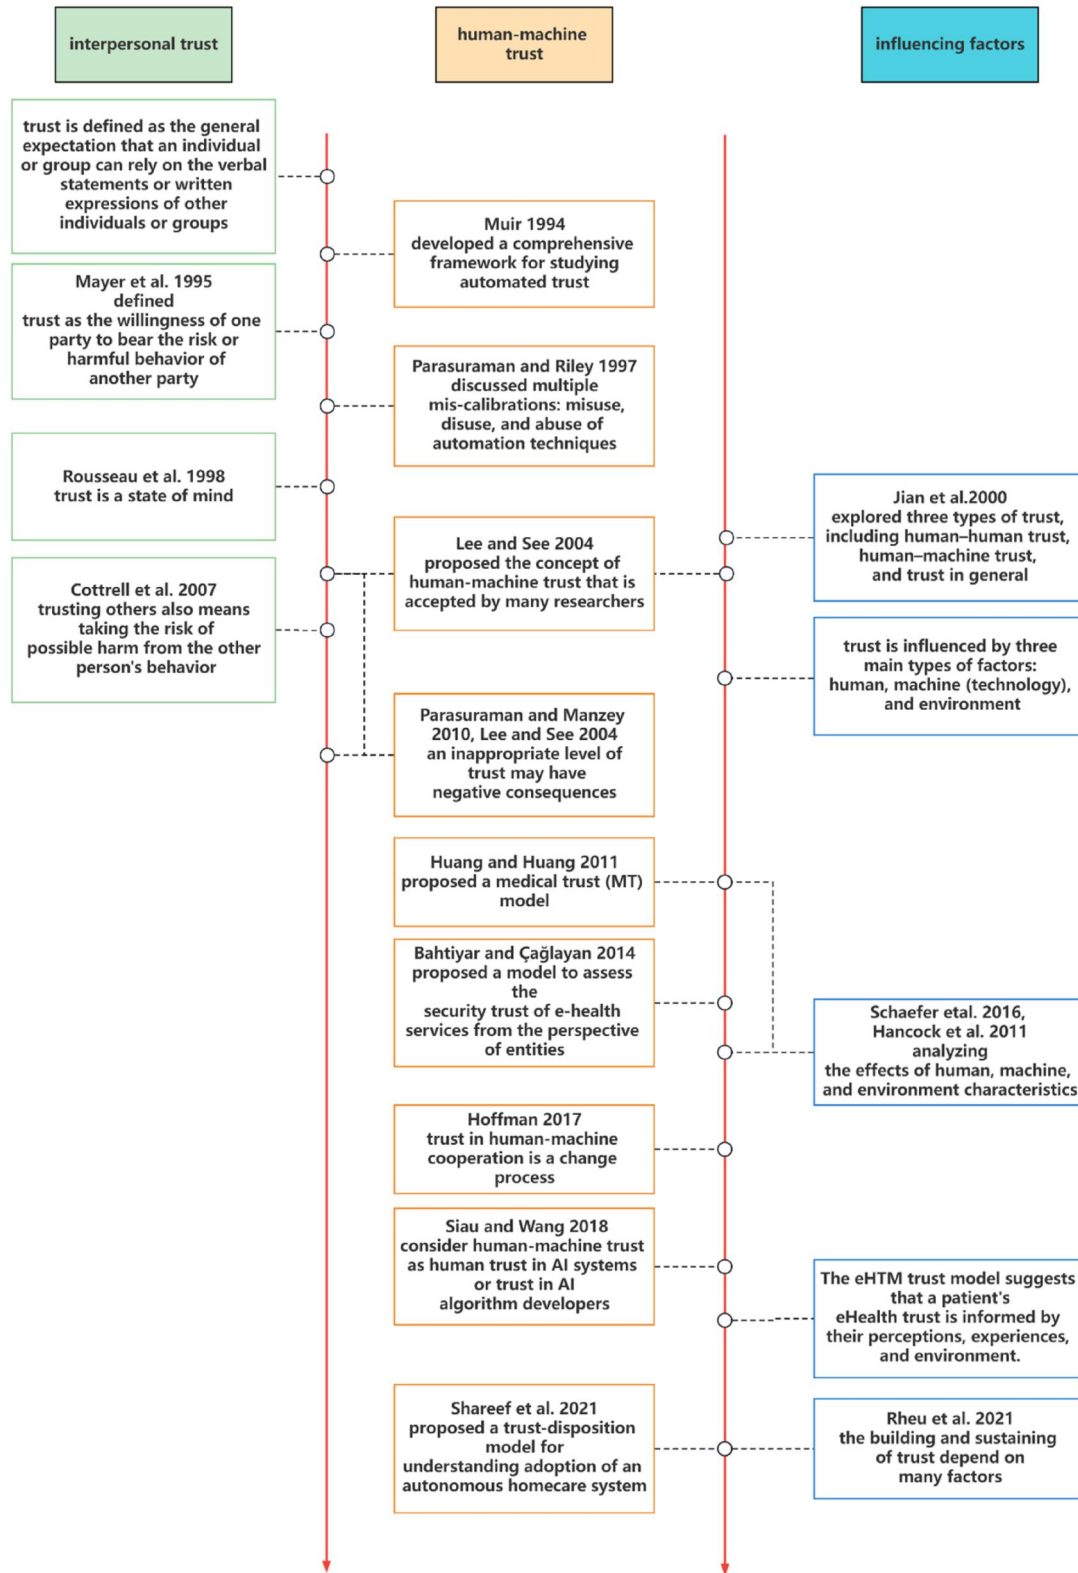 interpersonal trust
human-machine
trust
influencing factors
trust is defined as the general
expectation that an individual
or group can rely on the verbal
statements or written
expressions of other
individuals or groups
Mayer et al. 1995
defined
trust as the willingness of one
party to bear the risk or
harmful behavior of
another party
Rousseau et al. 1998
trust is a state of mind
Cottrell et al. 2007
trusting others also means
taking the risk of
possible harm from the other
person's behavior
Muir 1994
developed a comprehensive
framework for studying
automated trust
Parasuraman and Riley 1997
discussed multiple
mis-calibrations: misuse,
disuse, and abuse of
automation techniques
Lee and See 2004
proposed the concept of
human-machine trust that is
accepted by many researchers
Parasuraman and Manzey
2010, Lee and See 2004
an inappropriate level of
trust may have
negative consequences
Huang and Huang 2011
proposed a medical trust (MT)
model
Bahtiyar and Çağlayan 2014
proposed a model to assess
the
security trust of e-health
services from the perspective
of entities
Hoffman 2017
trust in human-machine
cooperation is a change
process
Siau and Wang 2018
consider human-machine trust
as human trust in AI systems
or trust in AI
algorithm developers
Shareef et al. 2021
proposed a trust-disposition
model for
understanding adoption of an
autonomous homecare system
Jian et al.2000
explored three types of trust,
including human–human trust,
human–machine trust,
and trust in general
trust is influenced by three
main types of factors:
human, machine (technology),
and environment
Schaefer etal. 2016,
Hancock et al. 2011
analyzing
the effects of human, machine,
and environment characteristics
The eHTM trust model suggests
that a patient's
eHealth trust is informed by
their perceptions, experiences,
and environment.
Rheu et al. 2021
the building and sustaining
of trust depend on
many factors